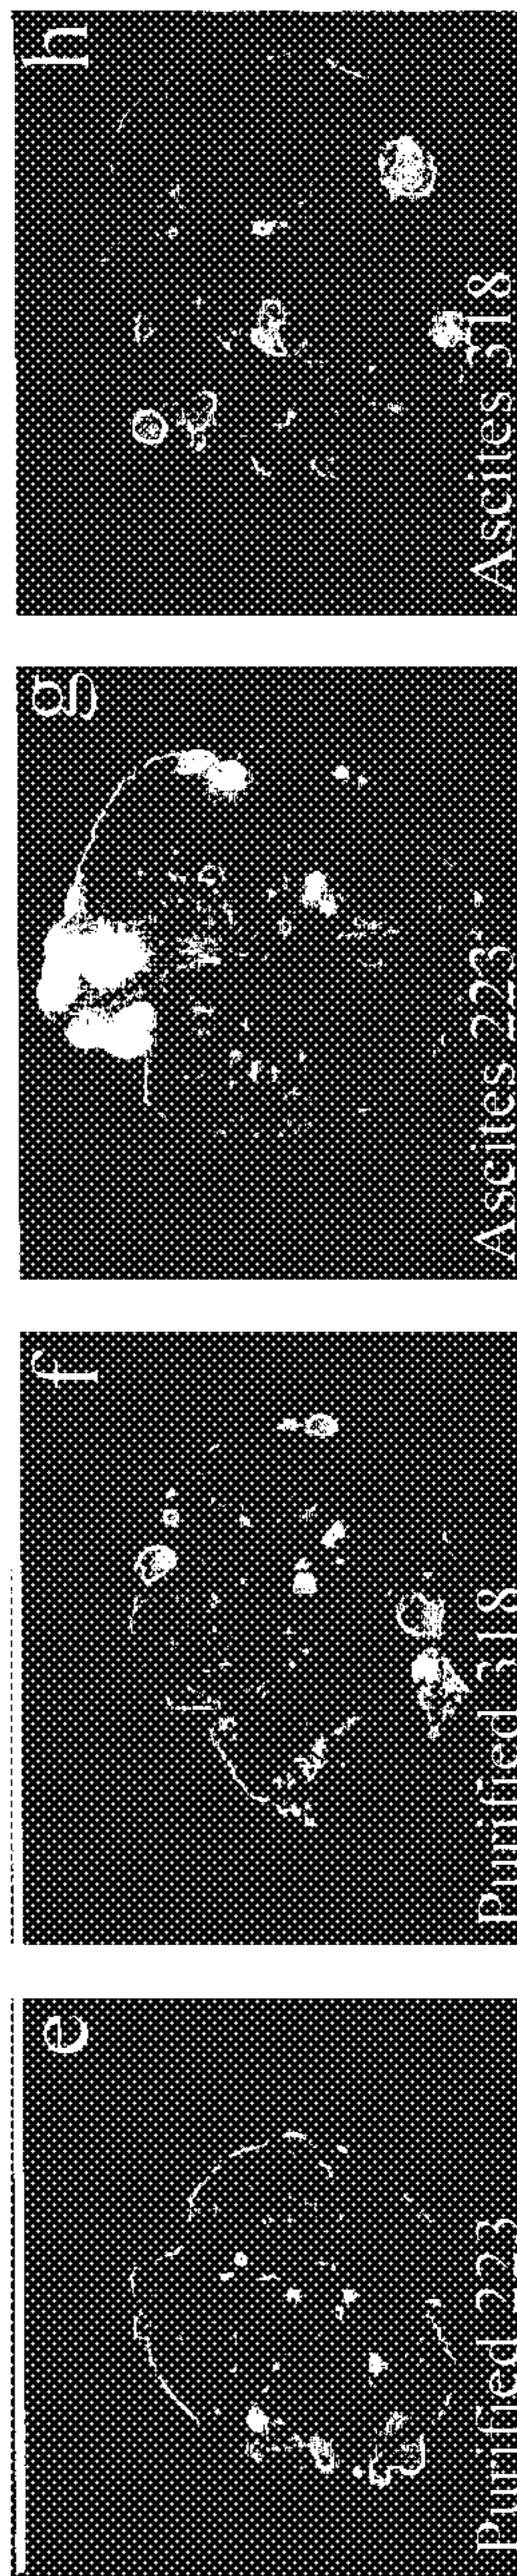 e
Purified 223
f
Purified 318
g
Ascites 223
h
Ascites 318